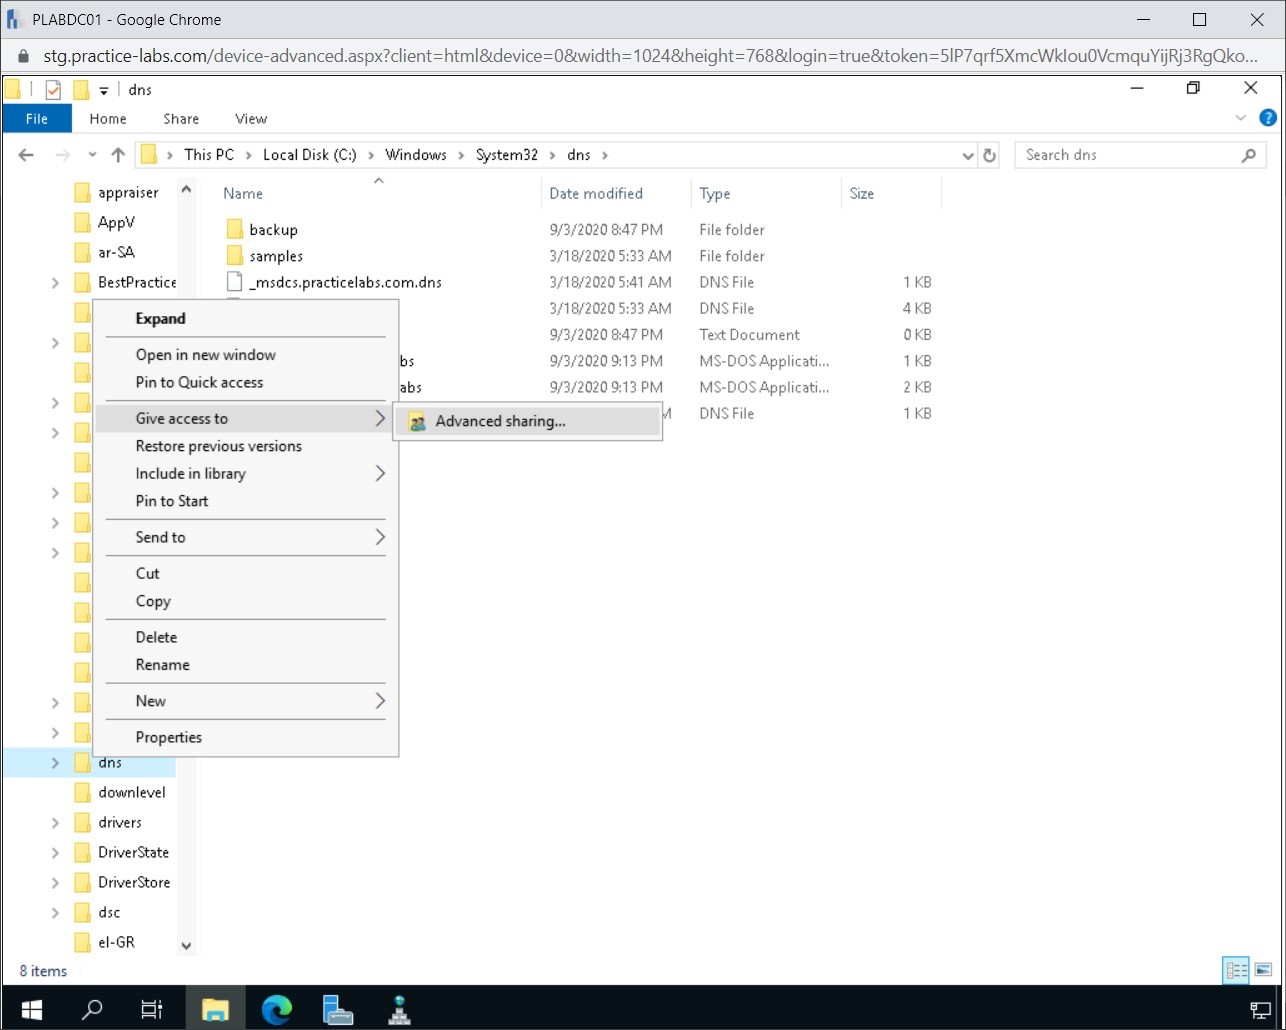 PLABDC01 - Google Chrome
stg.practice-labs.com/device-advanced.aspx?client=html&device=0&width=1024&height=768&login=true&token=5lP7qrf5XmcWkIou0VcmquYijRj3RgQko...
dns
File Home Share View
This PC Local Disk (C:) Windows System32 dns Search dns
Name Date modified Type Size
appraiser
AppV
ar-SA
BestPractice
backup 9/3/2020 8:47 PM File folder
samples 3/18/2020 5:33 AM File folder
_msdcs.practicelabs.com.dns 3/18/2020 5:41 AM DNS File 1 KB
3/18/2020 5:33 AM DNS File 4 KB
9/3/2020 8:47 PM Text Document 0 KB
bs 9/3/2020 9:13 PM MS-DOS Applicati... 1 KB
abs 9/3/2020 9:13 PM MS-DOS Applicati... 2 KB
DNS File 1 KB
Expand
Open in new window
Pin to Quick access
Give access to
Advanced sharing...
Restore previous versions
Include in library
Pin to Start
Send to
Cut
Copy
Delete
Rename
New
Properties
dns
downlevel
drivers
DriverState
DriverStore
dsc
el-GR
8 items